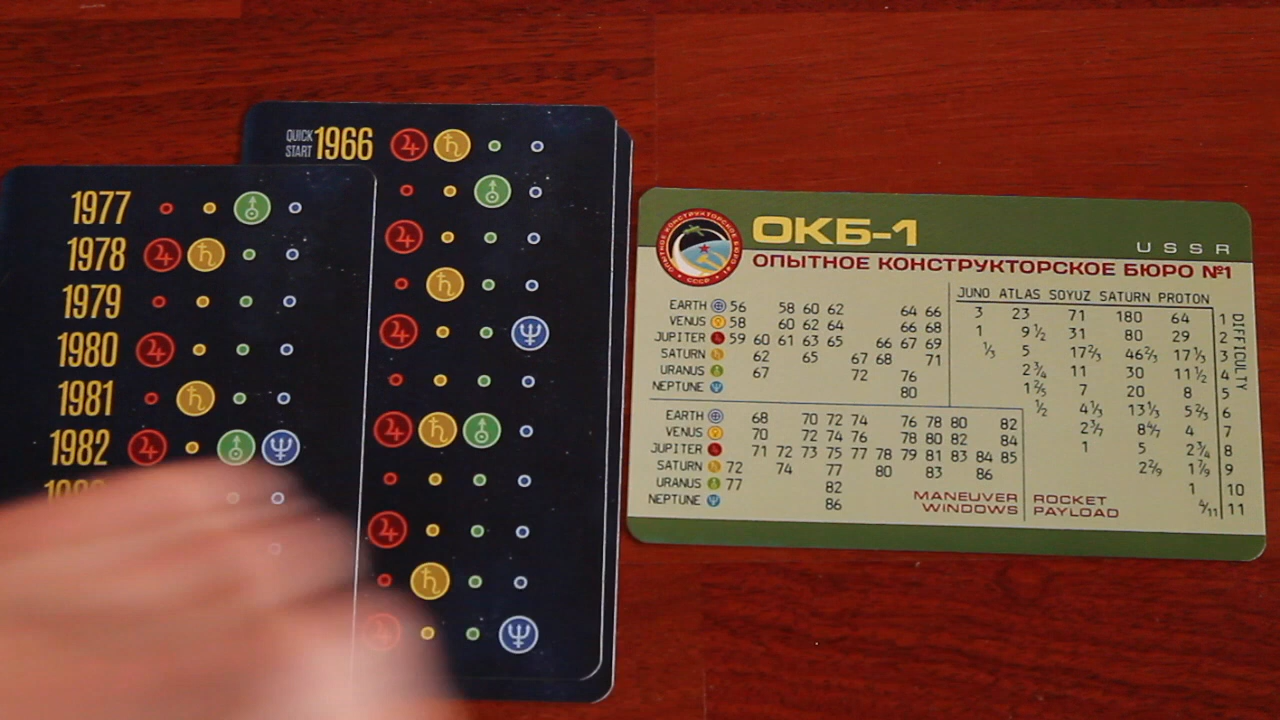 QUICK
START 1966
1977
1978
1979
1980
1981
1982
ОПЫТНОЕ КОНСТРУКТОРСКОЕ БЮРО №1
СССР
ОКБ-1
USSR
ОПЫТНОЕ КОНСТРУКТОРСКОЕ БЮРО №1
EARTH 56 58 60 62 64 66
VENUS 58 60 62 64 66 68
JUPITER 59 60 61 63 65 66 67 69
SATURN 62 65 67 68 71
URANUS 67 72 76
NEPTUNE 80
EARTH 68 70 72 74 76 78 80 82
VENUS 70 72 74 76 78 80 82 84
JUPITER 71 72 73 75 77 78 79 81 83 84 85
SATURN 72 74 77 80 83 86
URANUS 77 82
NEPTUNE 86
MANEUVER
WINDOWS
JUNO ATLAS SOYUZ SATURN PROTON
3 23 71 180 64 1
1 9 1/2 31 80 29 2
1/3 5 17 2/3 46 2/3 17 1/3 3
2 3/4 11 30 11 1/2 4
1 2/5 7 20 8 5
1/2 4 1/3 13 1/3 5 2/3 6
2 3/7 8 4/7 4 7
1 5 2 3/4 8
2 2/9 1 7/9 9
1 10
4/11 11
DIFFICULTY
ROCKET
PAYLOAD